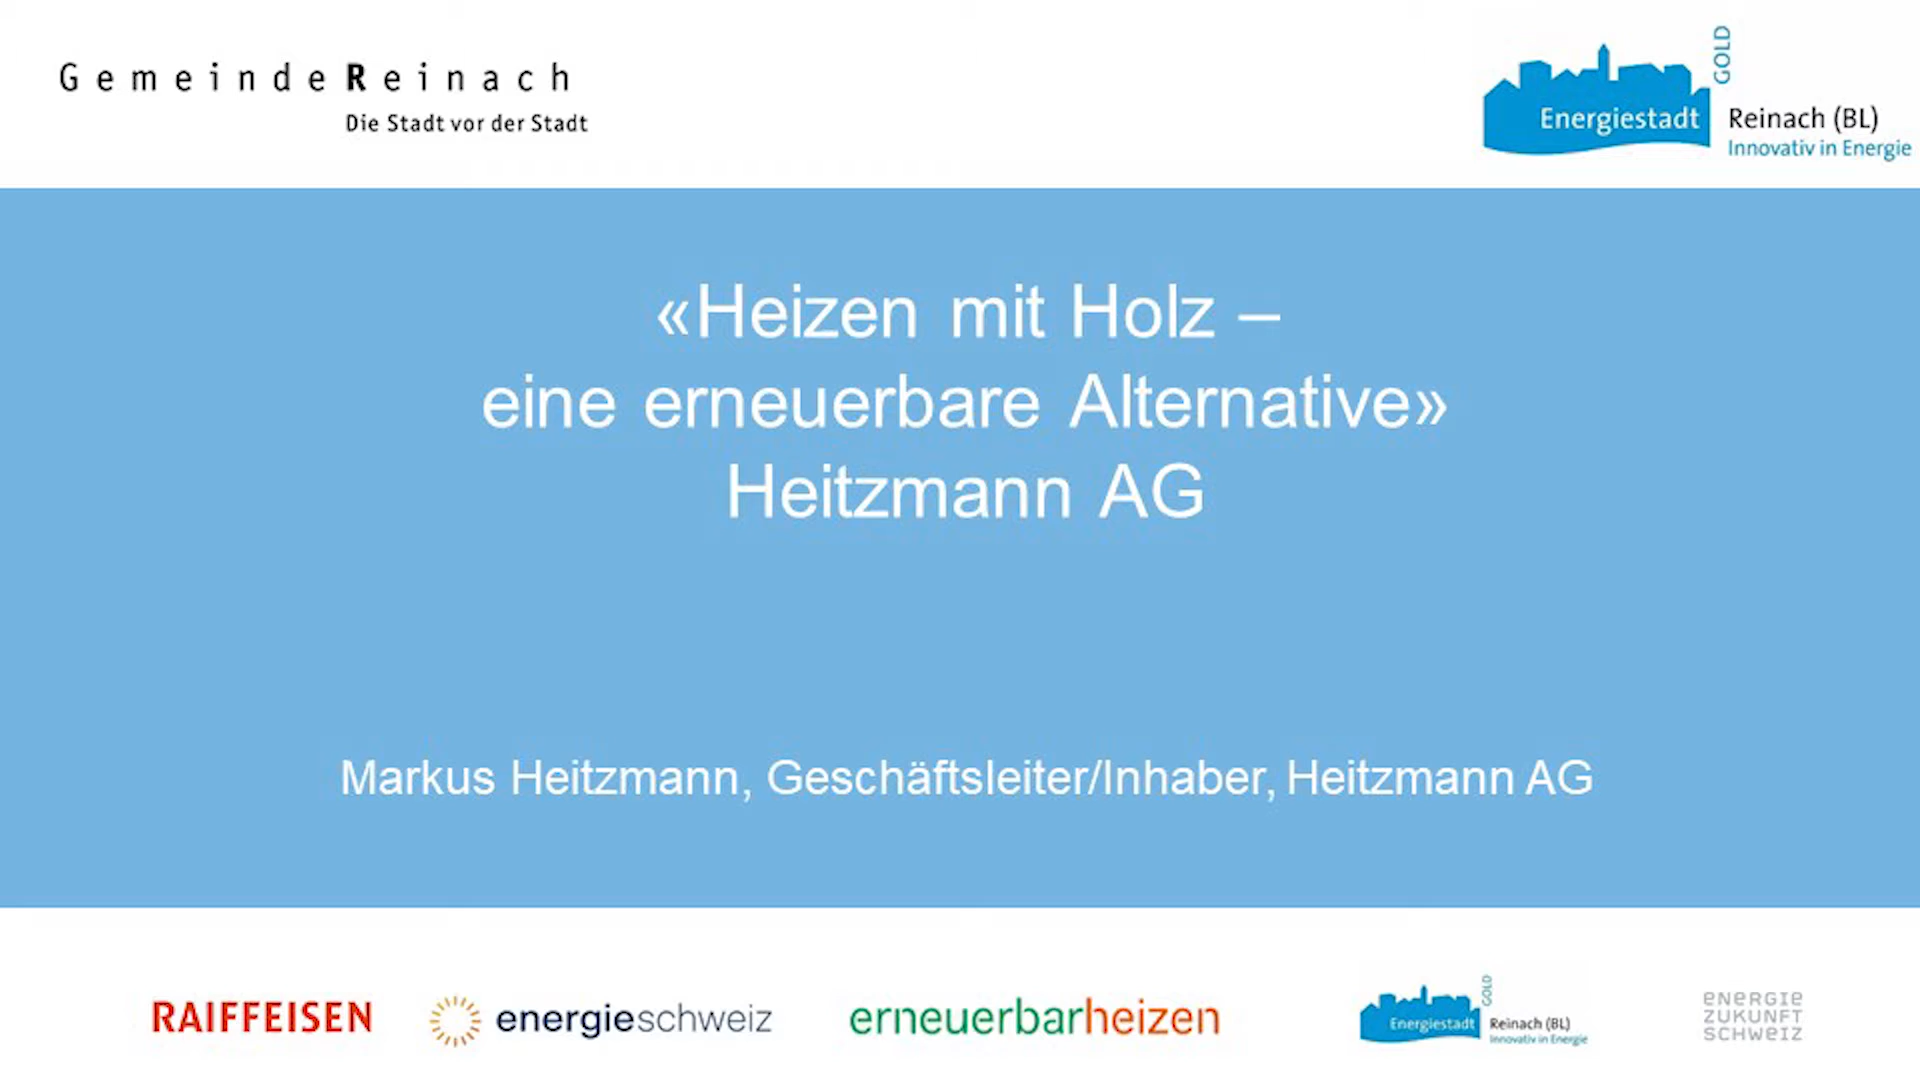 Gemeinde Reinach
Die Stadt vor der Stadt
GOLD
Energiestadt
Reinach (BL)
Innovativ in Energie
«Heizen mit Holz –
eine erneuerbare Alternative»
Heitzmann AG
Markus Heitzmann, Geschäftsleiter/Inhaber, Heitzmann AG
RAIFFEISEN
energieschweiz
erneuerbarheizen
GOLD
Energiestadt
Reinach (BL)
Innovativ in Energie
ENERGIE
ZUKUNFT
SCHWEIZ